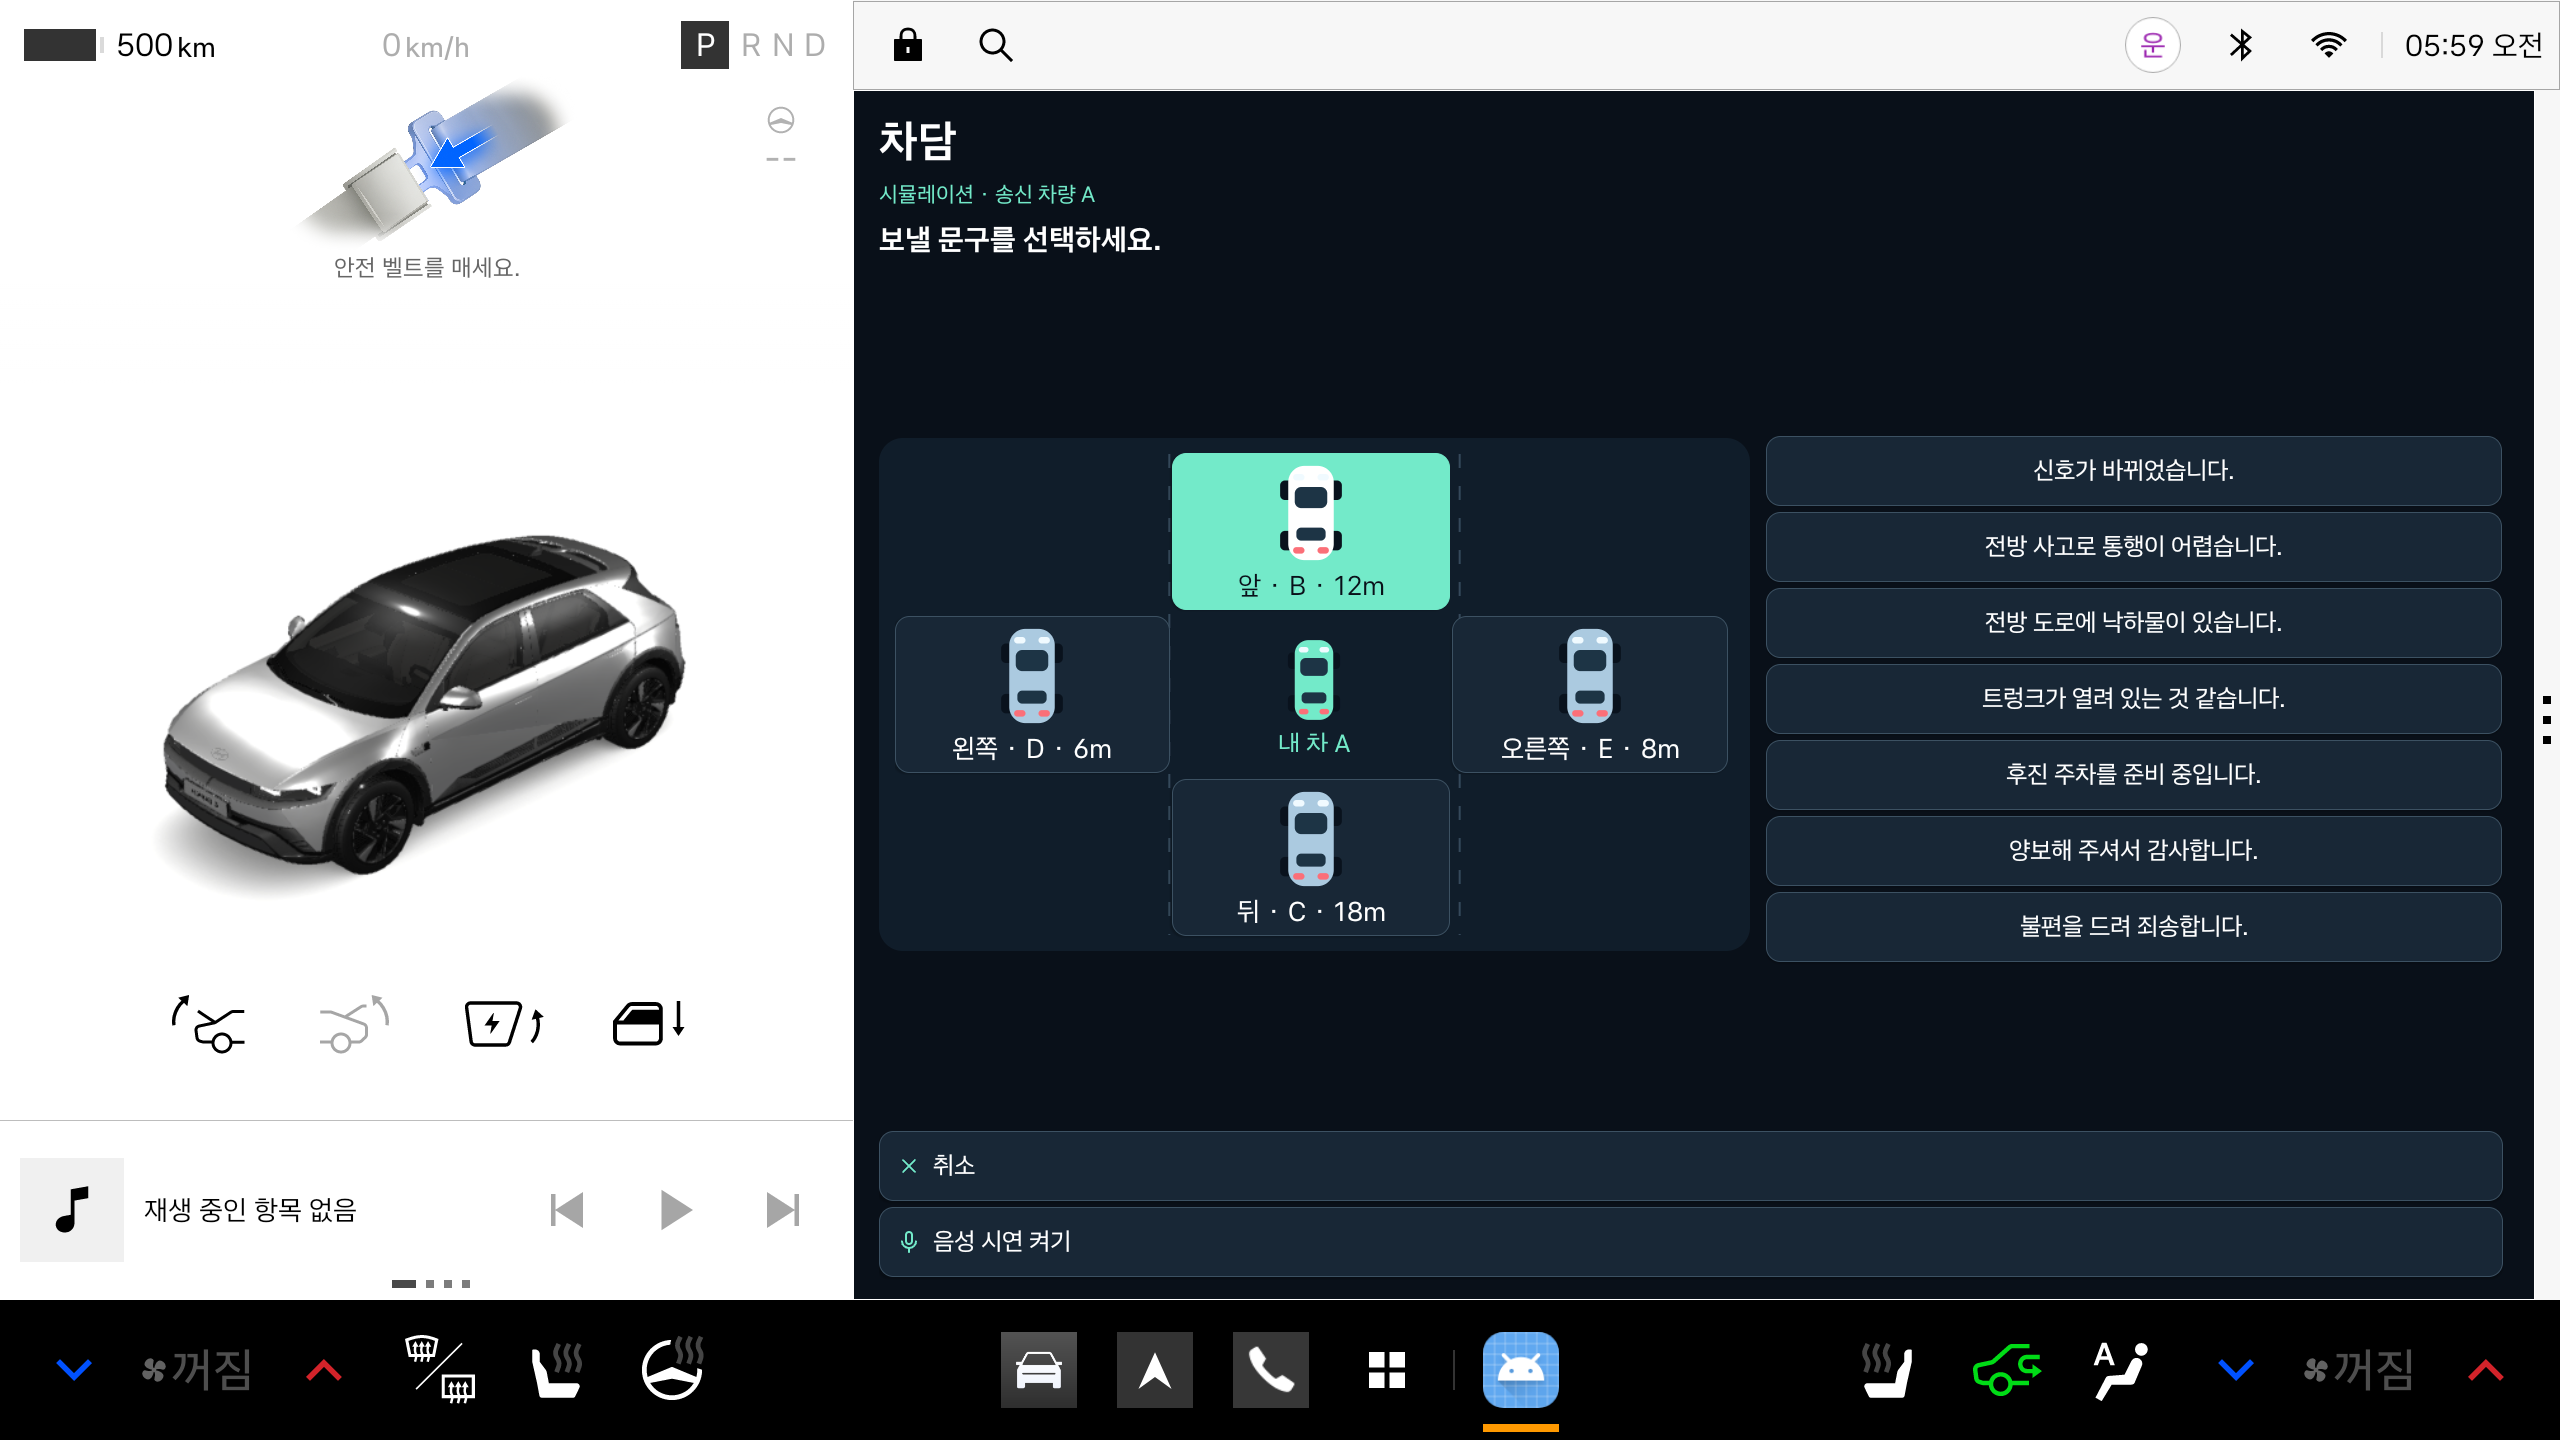 500 km
0 km/h
P R N D
안전 벨트를 매세요.
재생 중인 항목 없음
운
05:59 오전
차담
시뮬레이션 · 송신 차량 A
보낼 문구를 선택하세요.
앞 · B · 12m
왼쪽 · D · 6m
내 차 A
오른쪽 · E · 8m
뒤 · C · 18m
신호가 바뀌었습니다.
전방 사고로 통행이 어렵습니다.
전방 도로에 낙하물이 있습니다.
트렁크가 열려 있는 것 같습니다.
후진 주차를 준비 중입니다.
양보해 주셔서 감사합니다.
불편을 드려 죄송합니다.
취소
음성 시연 켜기
꺼짐
A
꺼짐